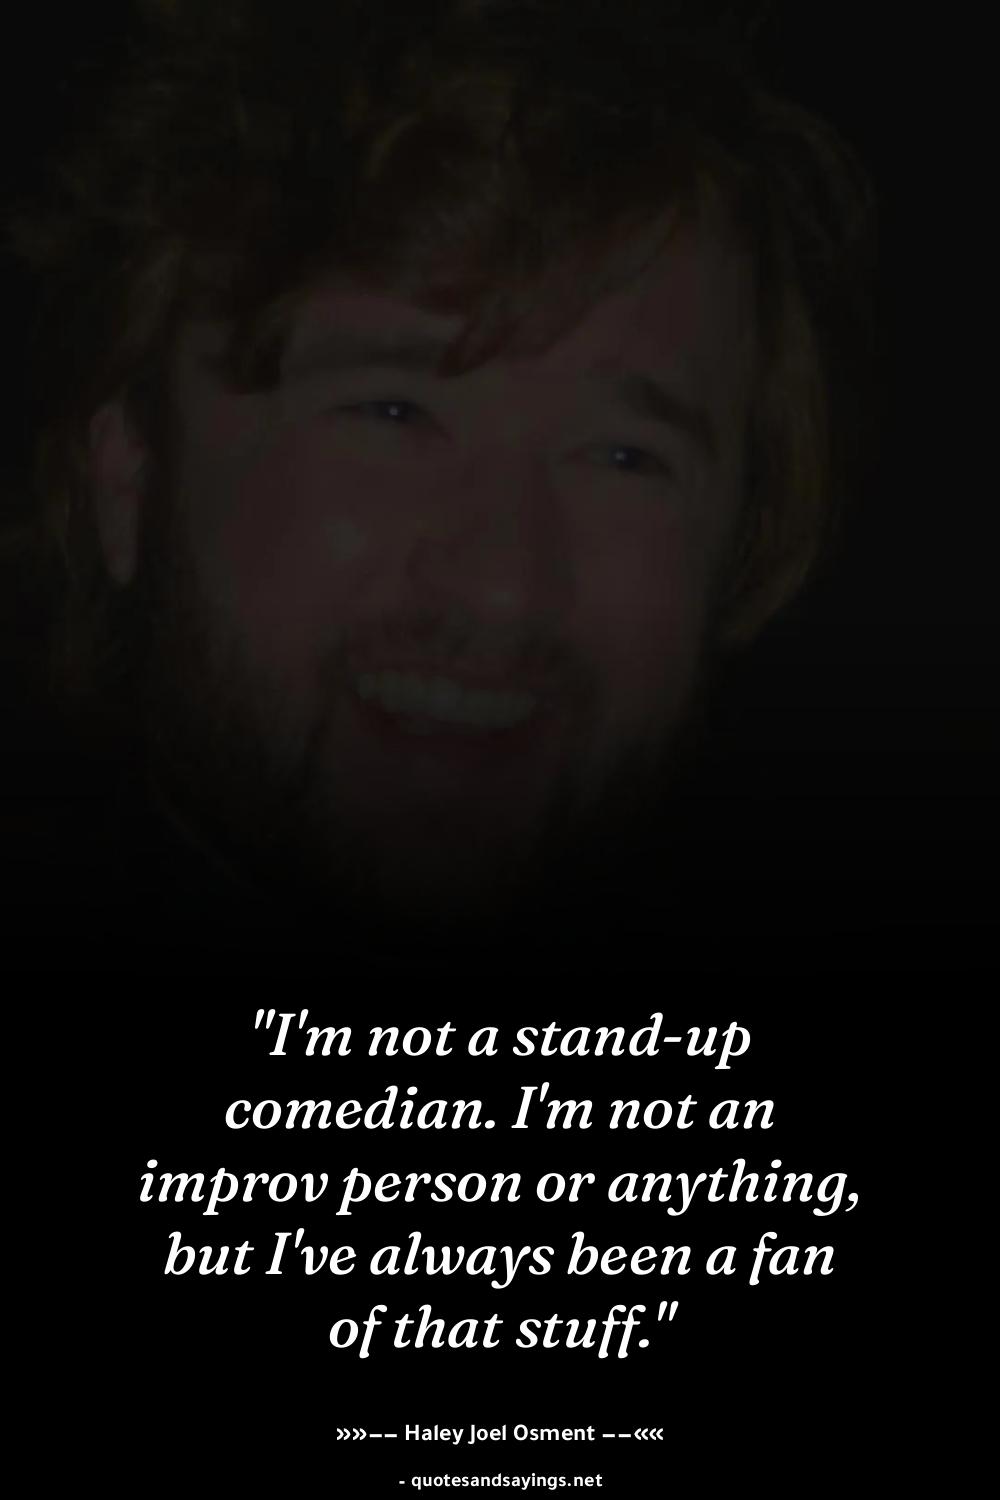 "I'm not a stand-up
comedian. I'm not an
improv person or anything,
but I've always been a fan
of that stuff."
»»—— Haley Joel Osment ——««
- quotesandsayings.net